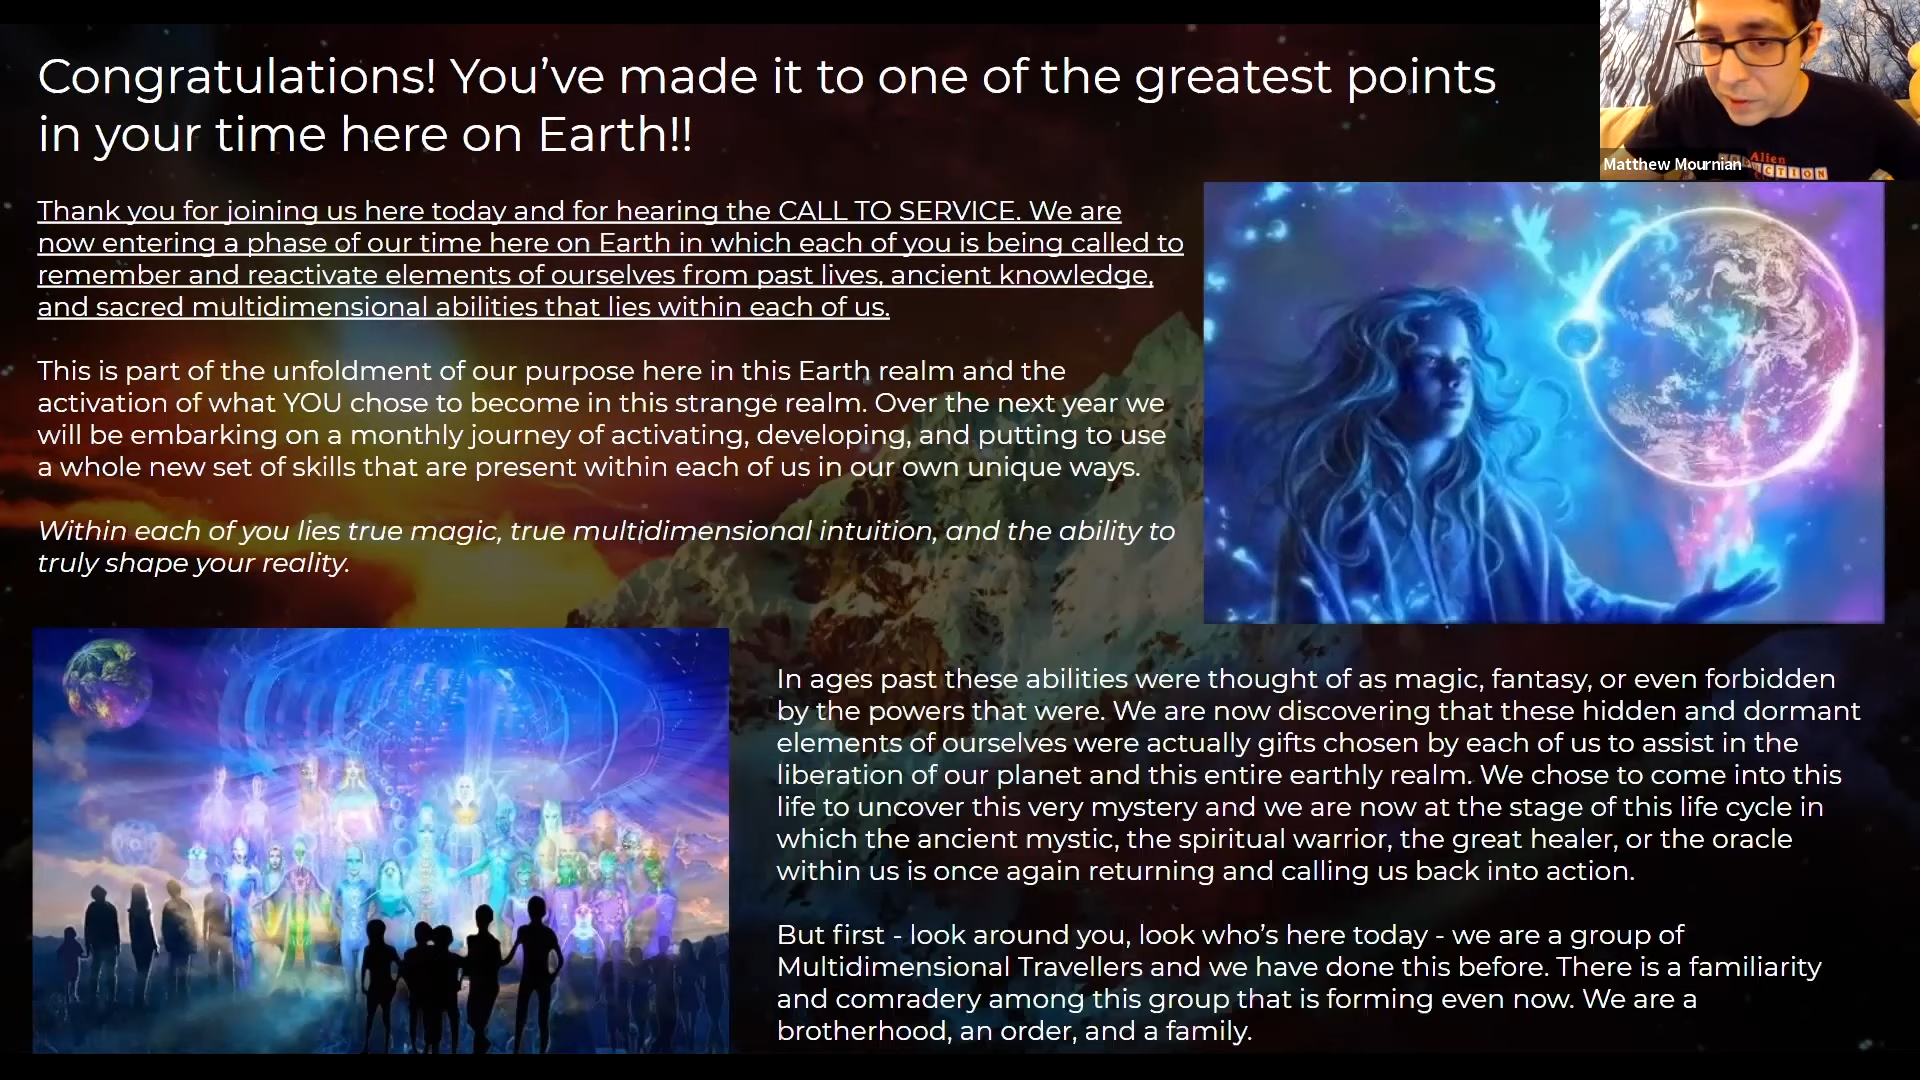 Congratulations! You've made it to one of the greatest points
in your time here on Earth!!
Matthew Mournian
Alien
CTION
Thank you for joining us here today and for hearing the CALL TO SERVICE. We are
now entering a phase of our time here on Earth in which each of you is being called to
remember and reactivate elements of ourselves from past lives, ancient knowledge,
and sacred multidimensional abilities that lies within each of us.
This is part of the unfoldment of our purpose here in this Earth realm and the
activation of what YOU chose to become in this strange realm. Over the next year we
will be embarking on a monthly journey of activating, developing, and putting to use
a whole new set of skills that are present within each of us in our own unique ways.
Within each of you lies true magic, true multidimensional intuition, and the ability to
truly shape your reality.
In ages past these abilities were thought of as magic, fantasy, or even forbidden
by the powers that were. We are now discovering that these hidden and dormant
elements of ourselves were actually gifts chosen by each of us to assist in the
liberation of our planet and this entire earthly realm. We chose to come into this
life to uncover this very mystery and we are now at the stage of this life cycle in
which the ancient mystic, the spiritual warrior, the great healer, or the oracle
within us is once again returning and calling us back into action.
But first - look around you, look who's here today - we are a group of
Multidimensional Travellers and we have done this before. There is a familiarity
and comradery among this group that is forming even now. We are a
brotherhood, an order, and a family.